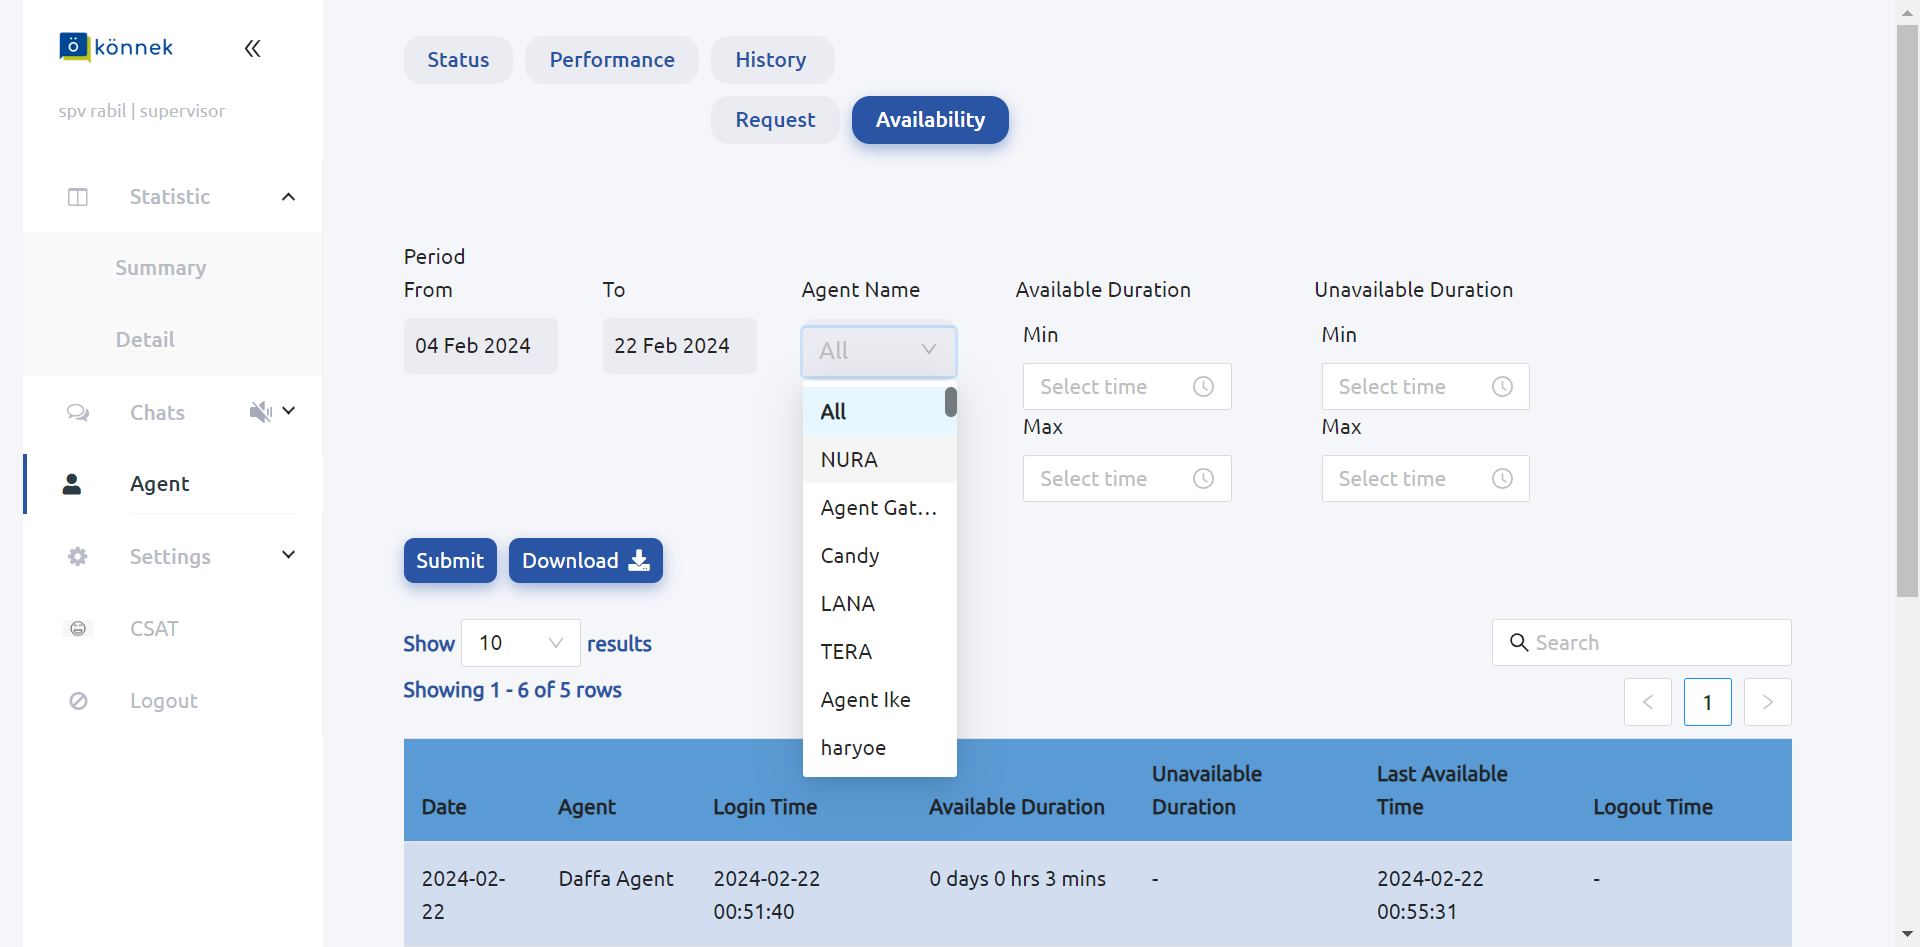 ö könnek
spv rabil | supervisor
Statistic
Summary
Detail
Chats
Agent
Settings
CSAT
Logout
Status
Performance
History
Request
Availability
Period
From
To
Agent Name
Available Duration
Unavailable Duration
04 Feb 2024
22 Feb 2024
All
Min
Select time
Max
Select time
Min
Select time
Max
Select time
All
NURA
Agent Gat...
Candy
LANA
TERA
Agent Ike
haryoe
Submit
Download
Show 10 results
Showing 1 - 6 of 5 rows
Search
< 1 >
Date
Agent
Login Time
Available Duration
Unavailable
Duration
Last Available
Time
Logout Time
2024-02-
22
Daffa Agent
2024-02-22
00:51:40
0 days 0 hrs 3 mins
-
2024-02-22
00:55:31
-